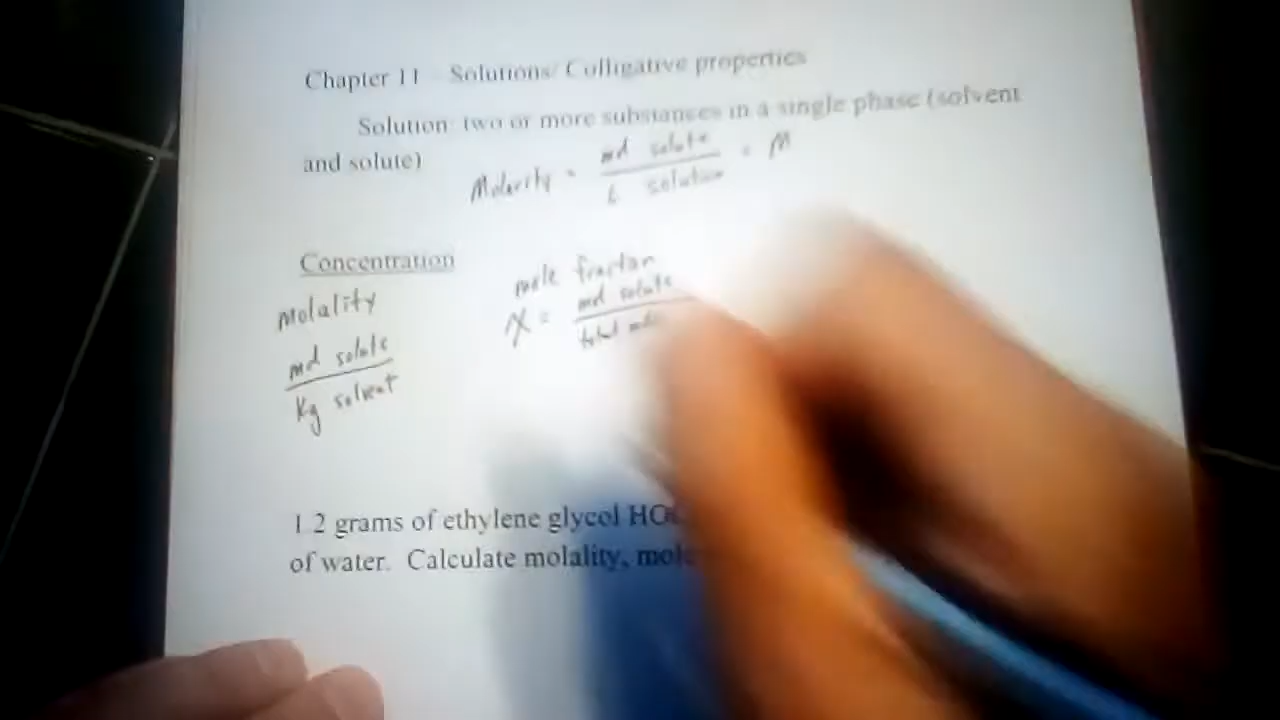 Chapter 11 Solutions/ Colligative properties
Solution: two or more substances in a single phase (solvent
and solute)
Molarity = mol solute / L solution = M
Concentration
Molality
mol solute
Kg solvent
mole fraction
X = mol solute / total
1.2 grams of ethylene glycol
of water. Calculate molality,